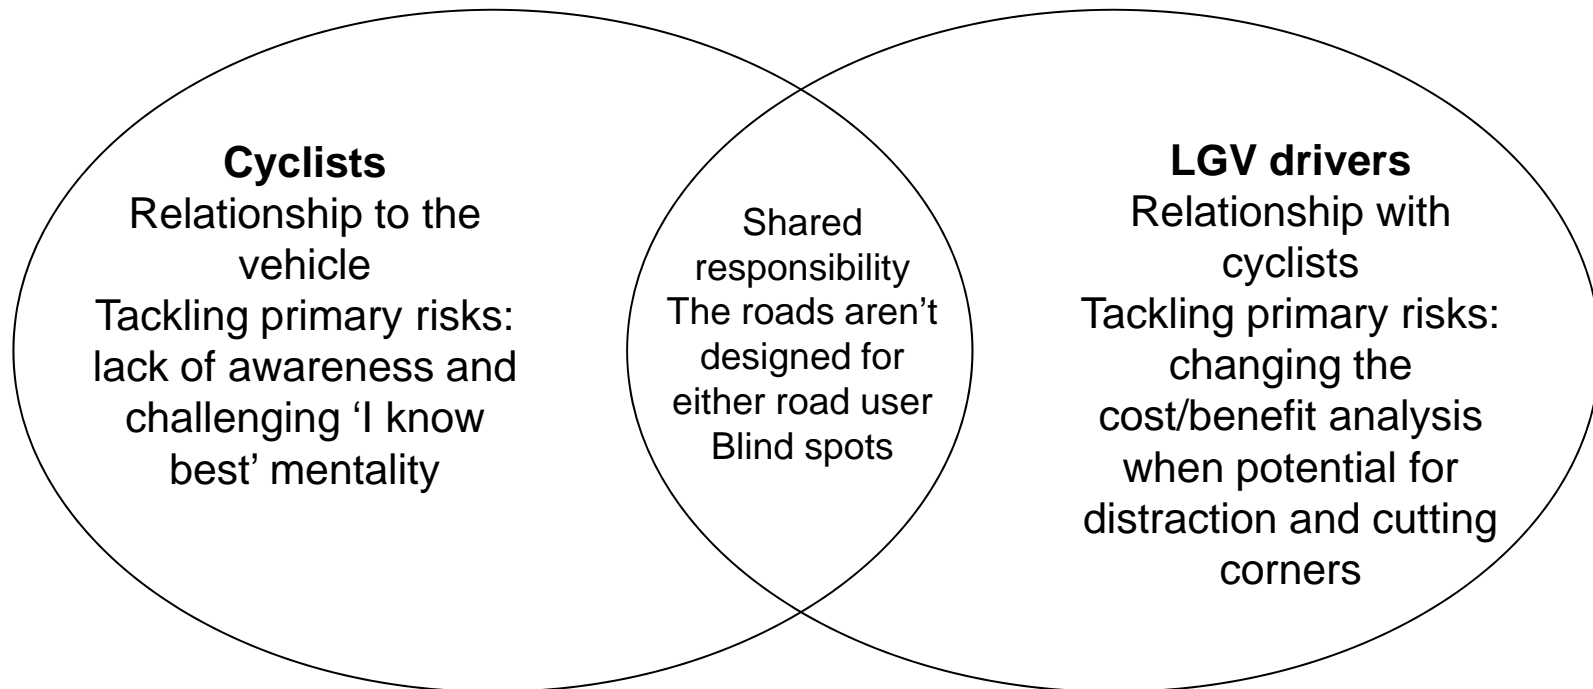 Cyclists
Relationship to the
vehicle
Tackling primary risks:
lack of awareness and
challenging ‘I know
best’ mentality
Shared
responsibility
The roads aren’t
designed for
either road user
Blind spots
LGV drivers
Relationship with
cyclists
Tackling primary risks:
changing the
cost/benefit analysis
when potential for
distraction and cutting
corners